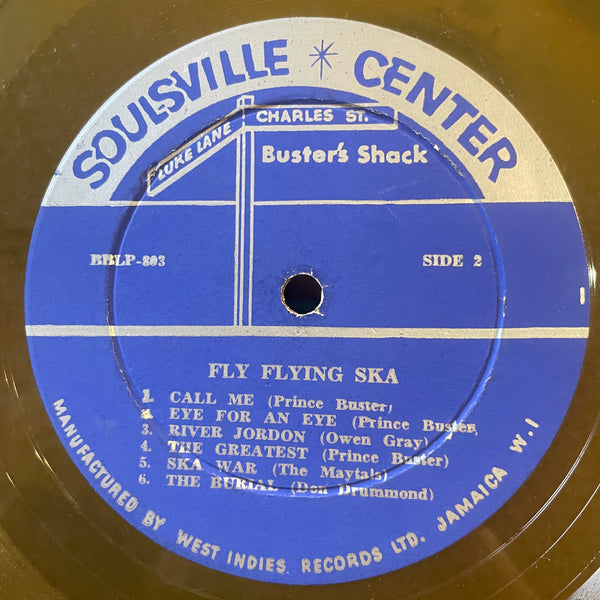 SOULSVILLE * CENTER
LUKE LANE
CHARLES ST.
Buster's Shack
BBLP-803
SIDE 2
FLY FLYING SKA
1. CALL ME (Prince Buster)
2. EYE FOR AN EYE (Prince Buster)
3. RIVER JORDON (Owen Gray)
4. THE GREATEST (Prince Buster)
5. SKA WAR (The Maytals)
6. THE BURIAL (Don Drummond)
MANUFACTURED BY WEST INDIES RECORDS LTD. JAMAICA W.I